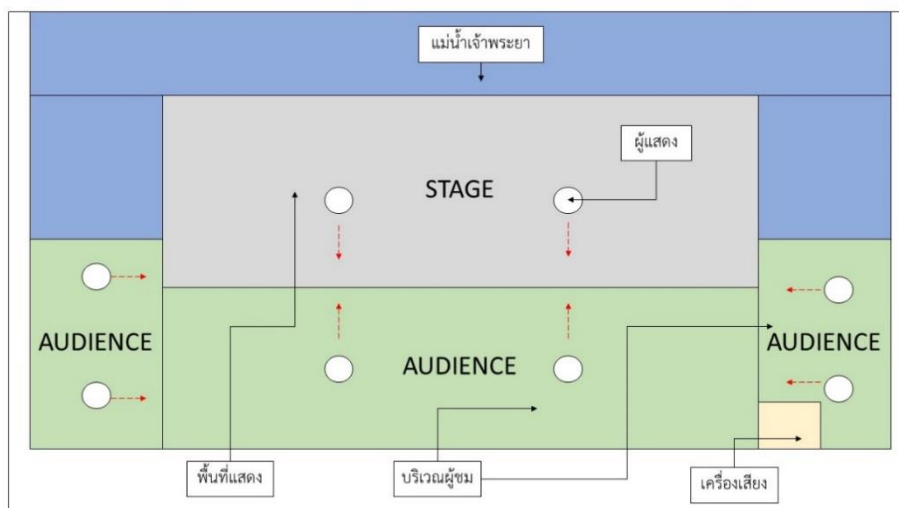 แม่น้ำเจ้าพระยา
ผู้แสดง
STAGE
AUDIENCE
AUDIENCE
AUDIENCE
พื้นที่แสดง
บริเวณผู้ชม
เครื่องเสียง